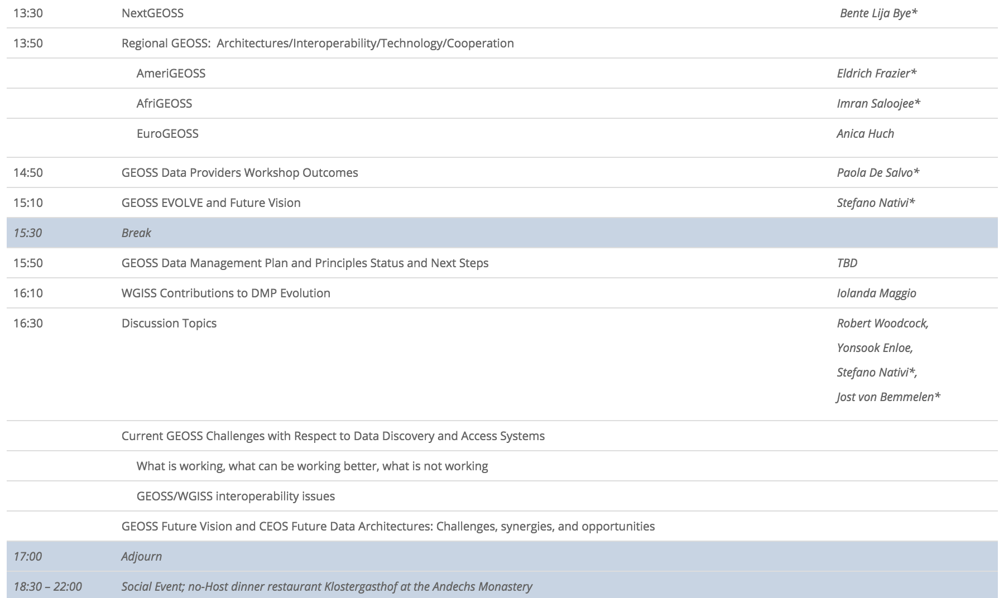 13:30 NextGEOSS Bente Lija Bye*
13:50 Regional GEOSS: Architectures/Interoperability/Technology/Cooperation
AmeriGEOSS Eldrich Frazier*
AfriGEOSS Imran Saloojee*
EuroGEOSS Anica Huch
14:50 GEOSS Data Providers Workshop Outcomes Paola De Salvo*
15:10 GEOSS EVOLVE and Future Vision Stefano Nativi*
15:30 Break
15:50 GEOSS Data Management Plan and Principles Status and Next Steps TBD
16:10 WGISS Contributions to DMP Evolution Iolanda Maggio
16:30 Discussion Topics Robert Woodcock,
Yonsook Enloe,
Stefano Nativi*,
Jost von Bemmelen*
Current GEOSS Challenges with Respect to Data Discovery and Access Systems
What is working, what can be working better, what is not working
GEOSS/WGISS interoperability issues
GEOSS Future Vision and CEOS Future Data Architectures: Challenges, synergies, and opportunities
17:00 Adjourn
18:30 – 22:00 Social Event; no-Host dinner restaurant Klostergasthof at the Andechs Monastery